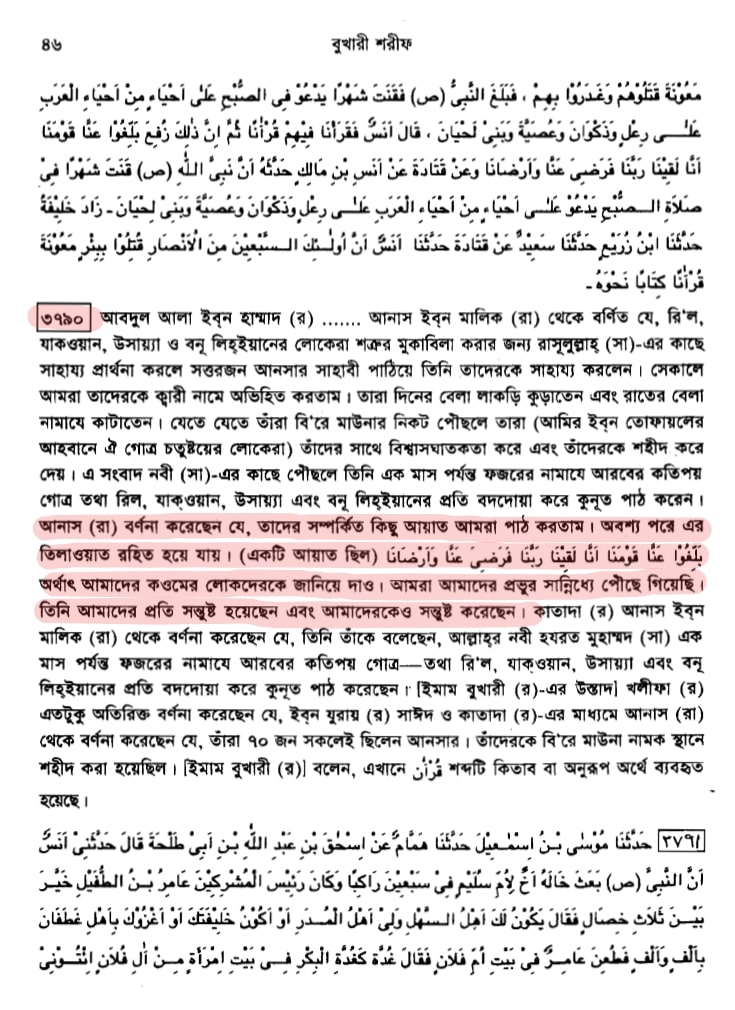 ৪৬
বুখারী শরীফ
مَعُوْنَةَ قَتَلُوْهُمْ وَغَدَرُوْا بِهِمْ ، فَبَلَغَ النَّبِىُّ (ص) فَقَنَتَ شَهْرًا يَدْعُوْ فِى الصُّبْحِ عَلٰى أَحْيَاءٍ مِنْ أَحْيَاءِ الْعَرَبِ
عَلٰى رِعْلٍ وَذَكْوَانَ وَعُصَيَّةَ وَبَنِىْ لِحْيَانَ ، قَالَ أَنَسٌ فَقَرَأْنَا فِيْهِمْ قُرْاٰنًا ثُمَّ اِنَّ ذٰلِكَ رُفِعَ بَلِّغُوْا عَنَّا قَوْمَنَا
أَنَّا لَقِيْنَا رَبَّنَا فَرَضِىَ عَنَّا وَأَرْضَانَا وَعَنْ قَتَادَةَ عَنْ أَنَسِ بْنِ مَالِكٍ حَدَّثَهُ أَنَّ نَبِىَّ اللّٰهِ (ص) قَنَتَ شَهْرًا فِىْ
صَلَاةِ الصُّبْحِ يَدْعُوْ عَلٰى أَحْيَاءٍ مِنْ أَحْيَاءِ الْعَرَبِ عَلٰى رِعْلٍ وَذَكْوَانَ وَعُصَيَّةَ وَبَنِىْ لِحْيَانَ - زَادَ خَلِيْفَةُ
حَدَّثَنَا ابْنُ زُرَيْعٍ حَدَّثَنَا سَعِيْدٌ عَنْ قَتَادَةَ حَدَّثَنَا أَنَسٌ أَنَّ أُولٰئِكَ السَّبْعِيْنَ مِنَ الْاَنْصَارِ قُتِلُوْا بِبِئْرِ مَعُوْنَةَ
قُرْاٰنًا كِتَابًا نَحْوَهُ -
৩৭৯০ আবদুল আলা ইব্‌ন হাম্মাদ (র) ....... আনাস ইব্‌ন মালিক (রা) থেকে বর্ণিত যে, রি'ল,
যাকওয়ান, উসায়্যা ও বনূ লিহ্ইয়ানের লোকেরা শত্রুর মুকাবিলা করার জন্য রাসূলুল্লাহ্ (সা)-এর কাছে
সাহায্য প্রার্থনা করলে সত্তরজন আনসার সাহাবী পাঠিয়ে তিনি তাদেরকে সাহায্য করলেন। সেকালে
আমরা তাদেরকে ক্বারী নামে অভিহিত করতাম। তারা দিনের বেলা লাকড়ি কুড়াতেন এবং রাতের বেলা
নামাযে কাটাতেন। যেতে যেতে তাঁরা বি'রে মাউনার নিকট পৌছলে তারা (আমির ইব্‌ন তোফায়লের
আহবানে ঐ গোত্র চতুষ্টয়ের লোকেরা) তাঁদের সাথে বিশ্বাসঘাতকতা করে এবং তাঁদেরকে শহীদ করে
দেয়। এ সংবাদ নবী (সা)-এর কাছে পৌছলে তিনি এক মাস পর্যন্ত ফজরের নামাযে আরবের কতিপয়
গোত্র তথা রিল, যাক্ওয়ান, উসায়্যা এবং বনূ লিহ্ইয়ানের প্রতি বদদোয়া করে কুনূত পাঠ করেন।
আনাস (রা) বর্ণনা করেছেন যে, তাদের সম্পর্কিত কিছু আয়াত আমরা পাঠ করতাম। অবশ্য পরে এর
তিলাওয়াত রহিত হয়ে যায়। (একটি আয়াত ছিল) بَلِّغُوْا عَنَّا قَوْمَنَا أَنَّا لَقِيْنَا رَبَّنَا فَرَضِىَ عَنَّا وَأَرْضَانَا
অর্থাৎ আমাদের কওমের লোকদেরকে জানিয়ে দাও। আমরা আমাদের প্রভুর সান্নিধ্যে পৌছে গিয়েছি।
তিনি আমাদের প্রতি সন্তুষ্ট হয়েছেন এবং আমাদেরকেও সন্তুষ্ট করেছেন। কাতাদা (র) আনাস ইব্‌ন
মালিক (রা) থেকে বর্ণনা করেছেন যে, তিনি তাঁকে বলেছেন, আল্লাহ্‌র নবী হযরত মুহাম্মদ (সা) এক
মাস পর্যন্ত ফজরের নামাযে আরবের কতিপয় গোত্র—তথা রি'ল, যাক্ওয়ান, উসায়্যা এবং বনূ
লিহ্ইয়ানের প্রতি বদদোয়া করে কুনূত পাঠ করেছেন। [ইমাম বুখারী (র)-এর উস্তাদ] খলীফা (র)
এতটুকু অতিরিক্ত বর্ণনা করেছেন যে, ইব্‌ন যুরায় (র) সাঈদ ও কাতাদা (র)-এর মাধ্যমে আনাস (রা)
থেকে বর্ণনা করেছেন যে, তাঁরা ৭০ জন সকলেই ছিলেন আনসার। তাঁদেরকে বি'রে মাউনা নামক স্থানে
শহীদ করা হয়েছিল। [ইমাম বুখারী (র)] বলেন, এখানে قُرْاٰن শব্দটি কিতাব বা অনুরূপ অর্থে ব্যবহৃত
হয়েছে।
٣٧٩١ حَدَّثَنَا مُوْسٰى بْنُ اِسْمٰعِيْلَ حَدَّثَنَا هَمَّامٌ عَنْ اِسْحٰقَ بْنِ عَبْدِ اللّٰهِ بْنِ اَبِىْ طَلْحَةَ قَالَ حَدَّثَنِىْ أَنَسٌ
اَنَّ النَّبِىَّ (ص) بَعَثَ خَالَهُ اَخٌ لِاُمِّ سُلَيْمٍ فِىْ سَبْعِيْنَ رَاكِبًا وَكَانَ رَئِيْسَ الْمُشْرِكِيْنَ عَامِرُ بْنُ الطُّفَيْلِ خَيَّرَ
بَيْنَ ثَلَاثِ خِصَالٍ فَقَالَ يَكُوْنُ لَكَ اَهْلُ السَّهْلِ وَلِىْ اَهْلُ الْمَدَرِ اَوْ اَكُوْنُ خَلِيْفَتَكَ اَوْ اَغْزُوْكَ بِاَهْلِ غَطَفَانَ
بِاَلْفٍ وَاَلْفٍ فَطُعِنَ عَامِرٌ فِىْ بَيْتِ اُمِّ فُلَانٍ فَقَالَ غُدَّةٌ كَغُدَّةِ الْبِكْرِ فِىْ بَيْتِ اِمْرَأَةٍ مِنْ اٰلِ فُلَانٍ ائْتُوْنِىْ